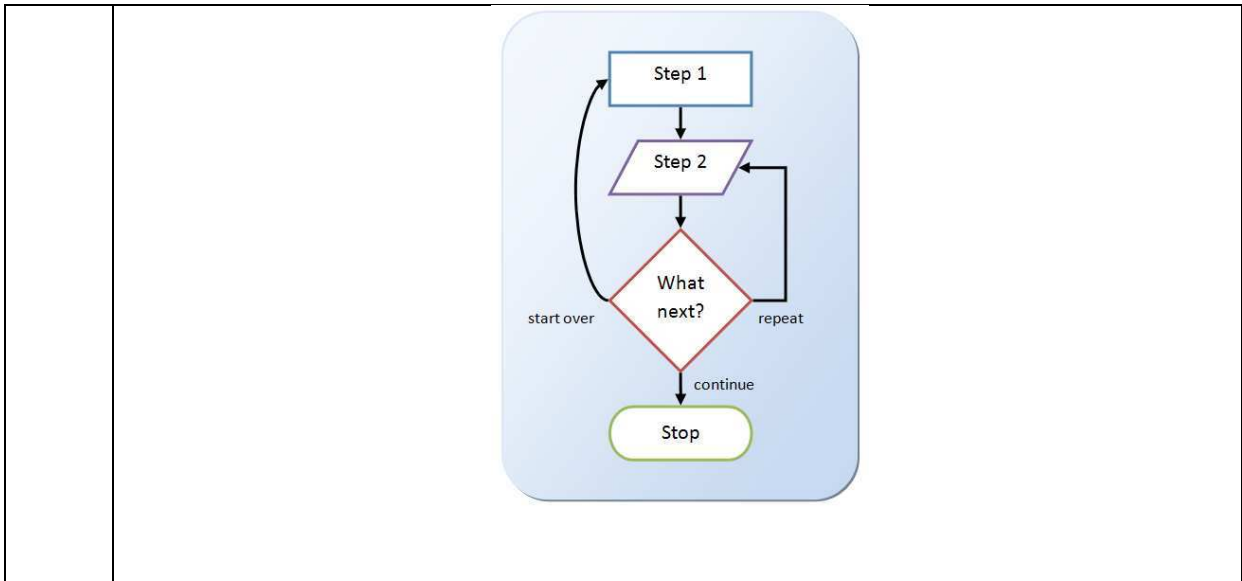 Step 1
Step 2
What
next?
start over
repeat
continue
Stop